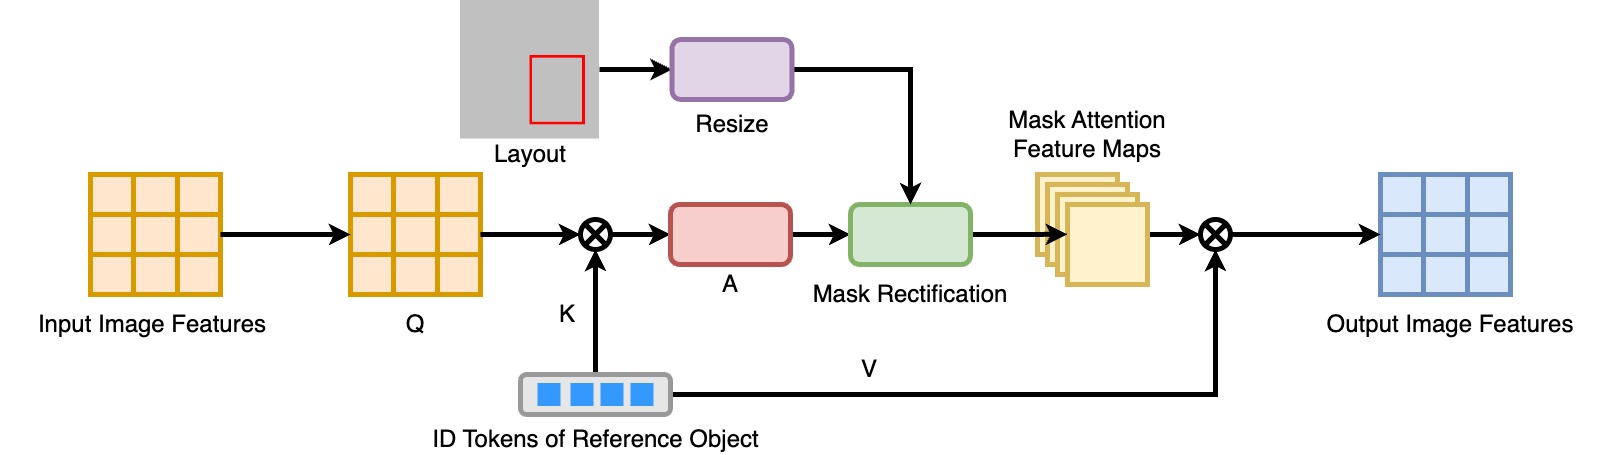 Layout
Resize
Mask Attention
Feature Maps
Input Image Features
Q
K
A
Mask Rectification
V
Output Image Features
ID Tokens of Reference Object